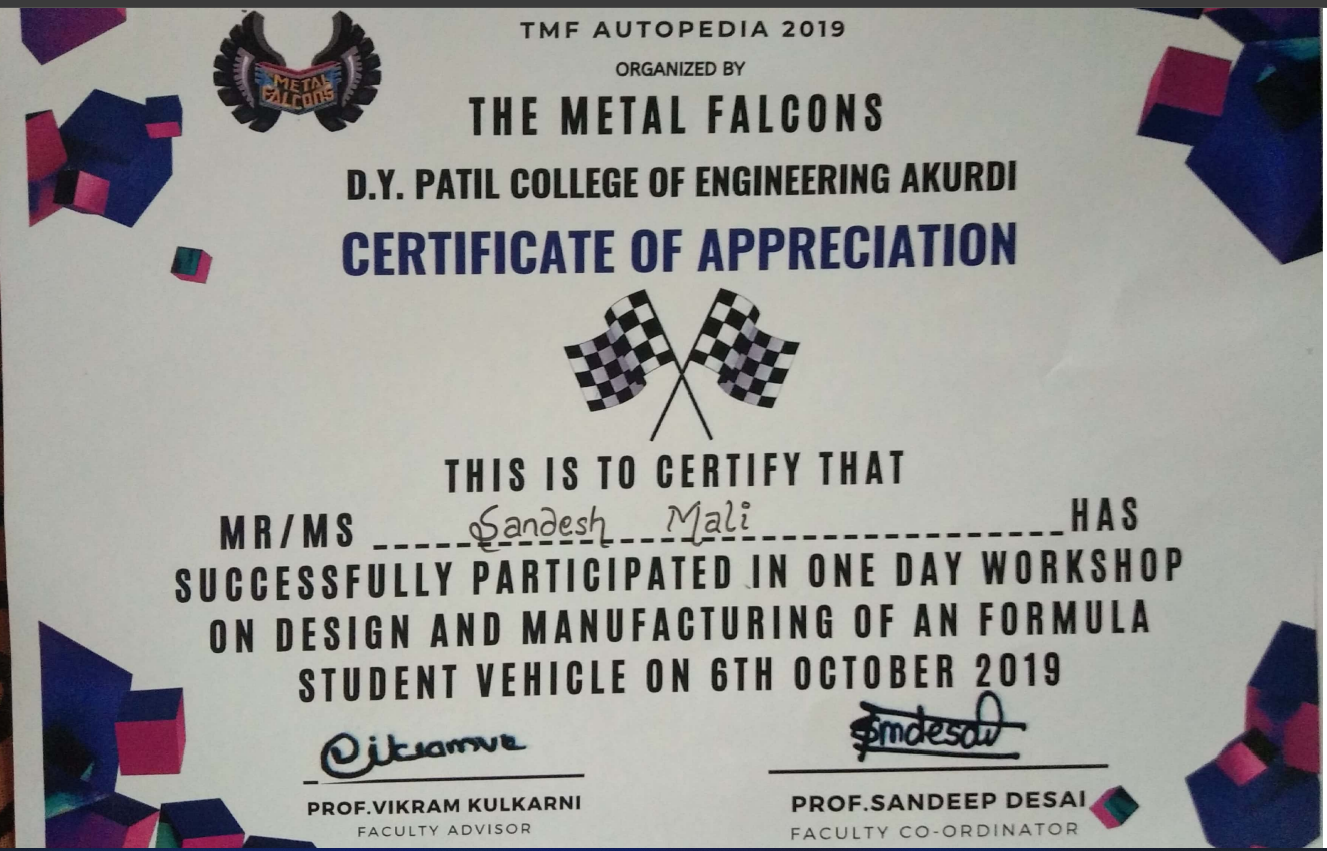 TMF AUTOPEDIA 2019
METAL
FALCONS
ORGANIZED BY
THE METAL FALCONS
D.Y. PATIL COLLEGE OF ENGINEERING AKURDI
CERTIFICATE OF APPRECIATION
THIS IS TO CERTIFY THAT
MR/MS Sandesh Mali HAS
SUCCESSFULLY PARTICIPATED IN ONE DAY WORKSHOP
ON DESIGN AND MANUFACTURING OF AN FORMULA
STUDENT VEHICLE ON 6TH OCTOBER 2019
PROF.VIKRAM KULKARNI
FACULTY ADVISOR
PROF.SANDEEP DESAI
FACULTY CO-ORDINATOR